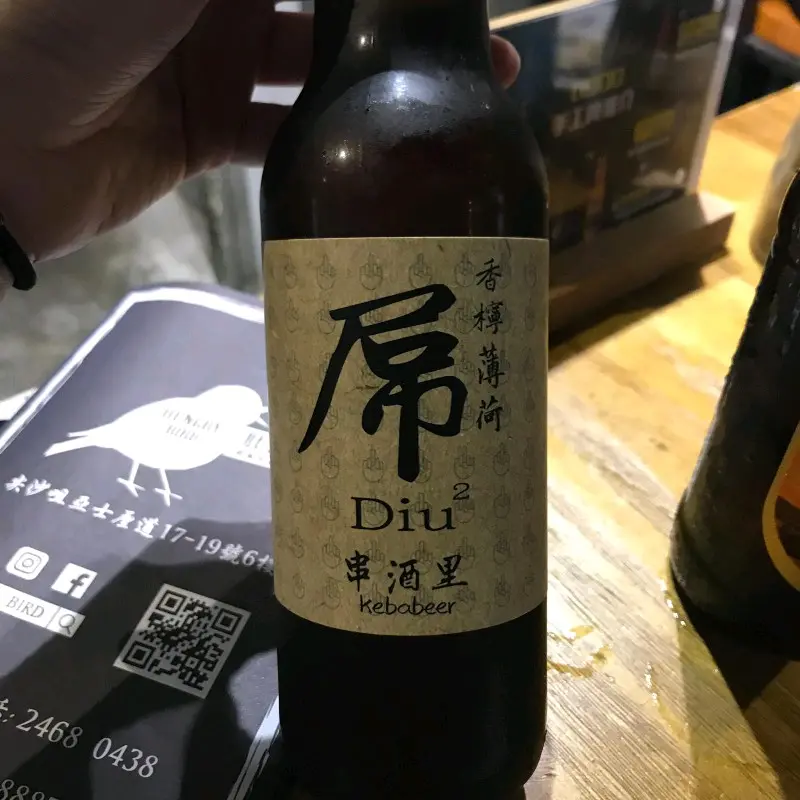 屌
香檸薄荷
Diu²
串酒里
Kebabeer
HUNGRY
BIRD
尖沙咀亞士厘道17-19號6
BIRD
: 2468 0438